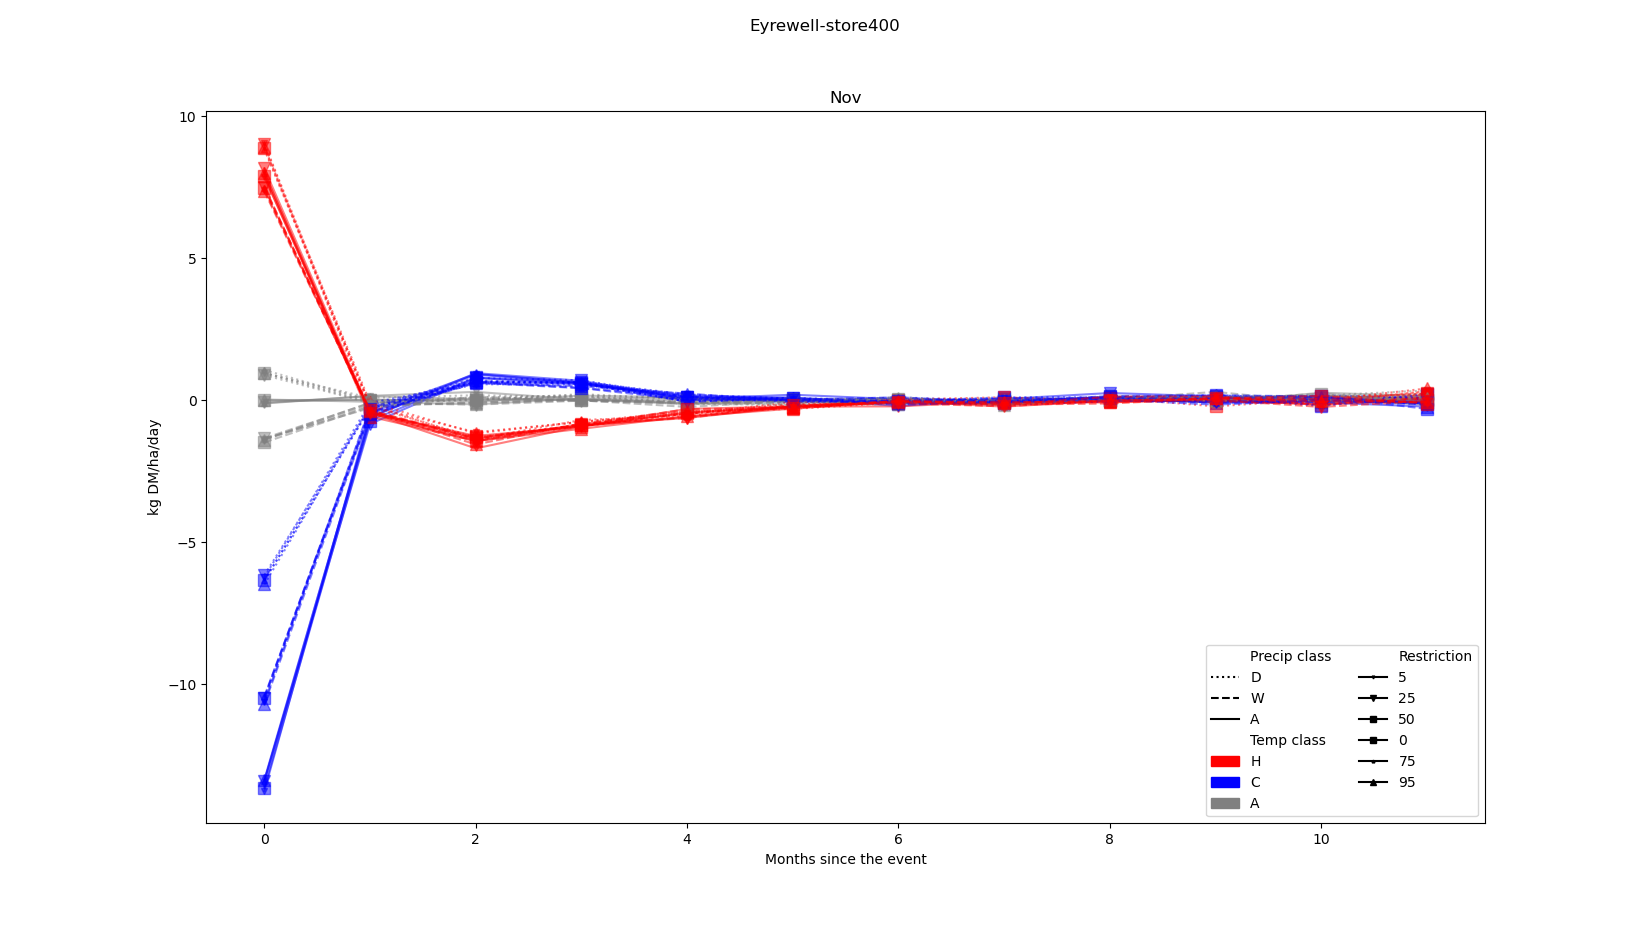 Eyrewell-store400
Nov
10
5
0
−5
−10
kg DM/ha/day
0
2
4
6
8
10
Months since the event
Precip class
D
W
A
Temp class
H
C
A
Restriction
5
25
50
0
75
95